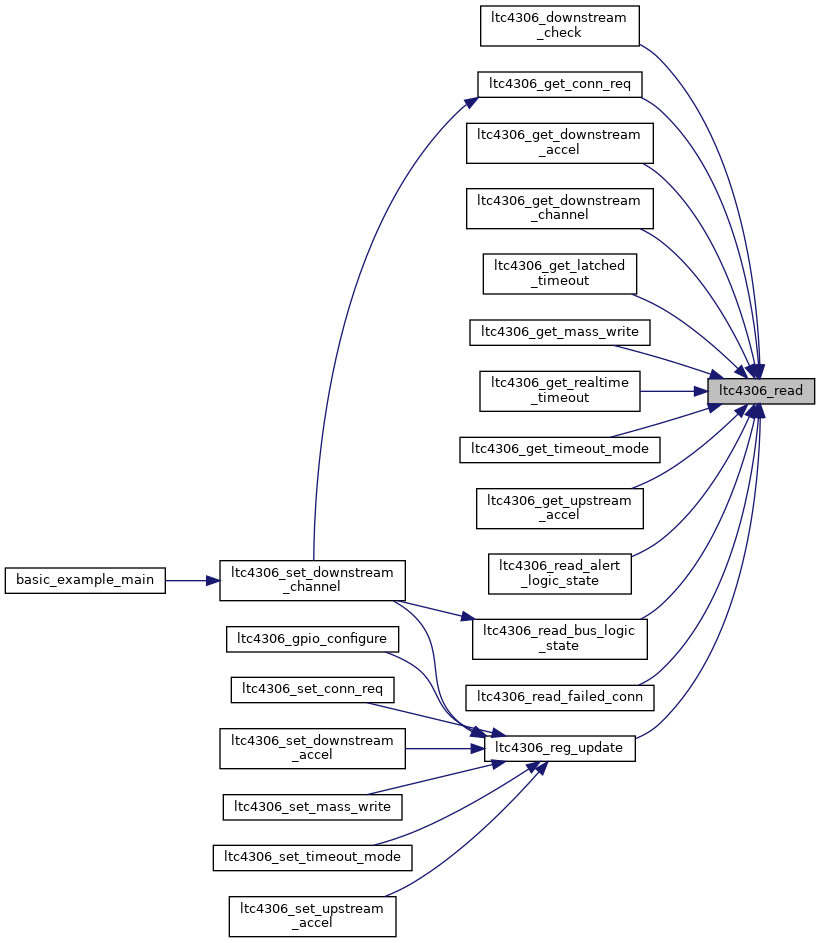 ltc4306_downstream
_check
ltc4306_get_conn_req
ltc4306_get_downstream
_accel
ltc4306_get_downstream
_channel
ltc4306_get_latched
_timeout
ltc4306_get_mass_write
ltc4306_get_realtime
_timeout
ltc4306_read
ltc4306_get_timeout_mode
ltc4306_get_upstream
_accel
ltc4306_read_alert
_logic_state
basic_example_main
ltc4306_set_downstream
_channel
ltc4306_read_bus_logic
_state
ltc4306_gpio_configure
ltc4306_set_conn_req
ltc4306_read_failed_conn
ltc4306_set_downstream
_accel
ltc4306_reg_update
ltc4306_set_mass_write
ltc4306_set_timeout_mode
ltc4306_set_upstream
_accel